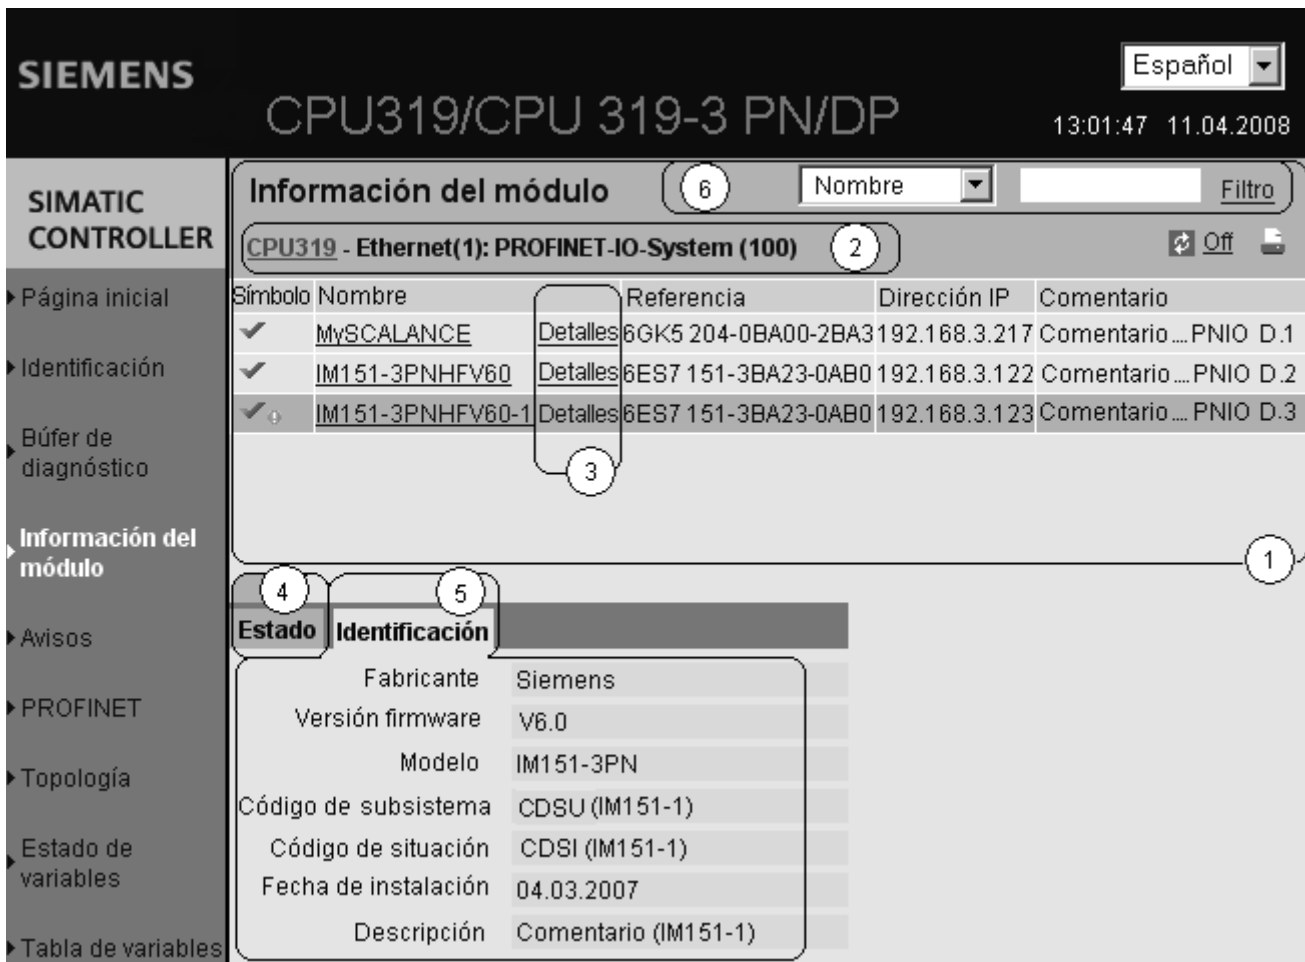 SIEMENS
Español
CPU319/CPU 319-3 PN/DP
13:01:47 11.04.2008
SIMATIC
CONTROLLER
Página inicial
Identificación
Búfer de
diagnóstico
Información del
módulo
Avisos
PROFINET
Topología
Estado de
variables
Tabla de variables
Información del módulo 6 Nombre Filtro
CPU319 - Ethernet(1): PROFINET-IO-System (100) 2 Off
Símbolo Nombre Referencia Dirección IP Comentario
MySCALANCE Detalles 6GK5 204-0BA00-2BA3 192.168.3.217 Comentario.... PNIO D.1
IM151-3PNHFV60 Detalles 6ES7 151-3BA23-0AB0 192.168.3.122 Comentario.... PNIO D.2
IM151-3PNHFV60-1 Detalles 6ES7 151-3BA23-0AB0 192.168.3.123 Comentario.... PNIO D.3
3
1
4 5
Estado Identificación
Fabricante Siemens
Versión firmware V6.0
Modelo IM151-3PN
Código de subsistema CDSU (IM151-1)
Código de situación CDSI (IM151-1)
Fecha de instalación 04.03.2007
Descripción Comentario (IM151-1)